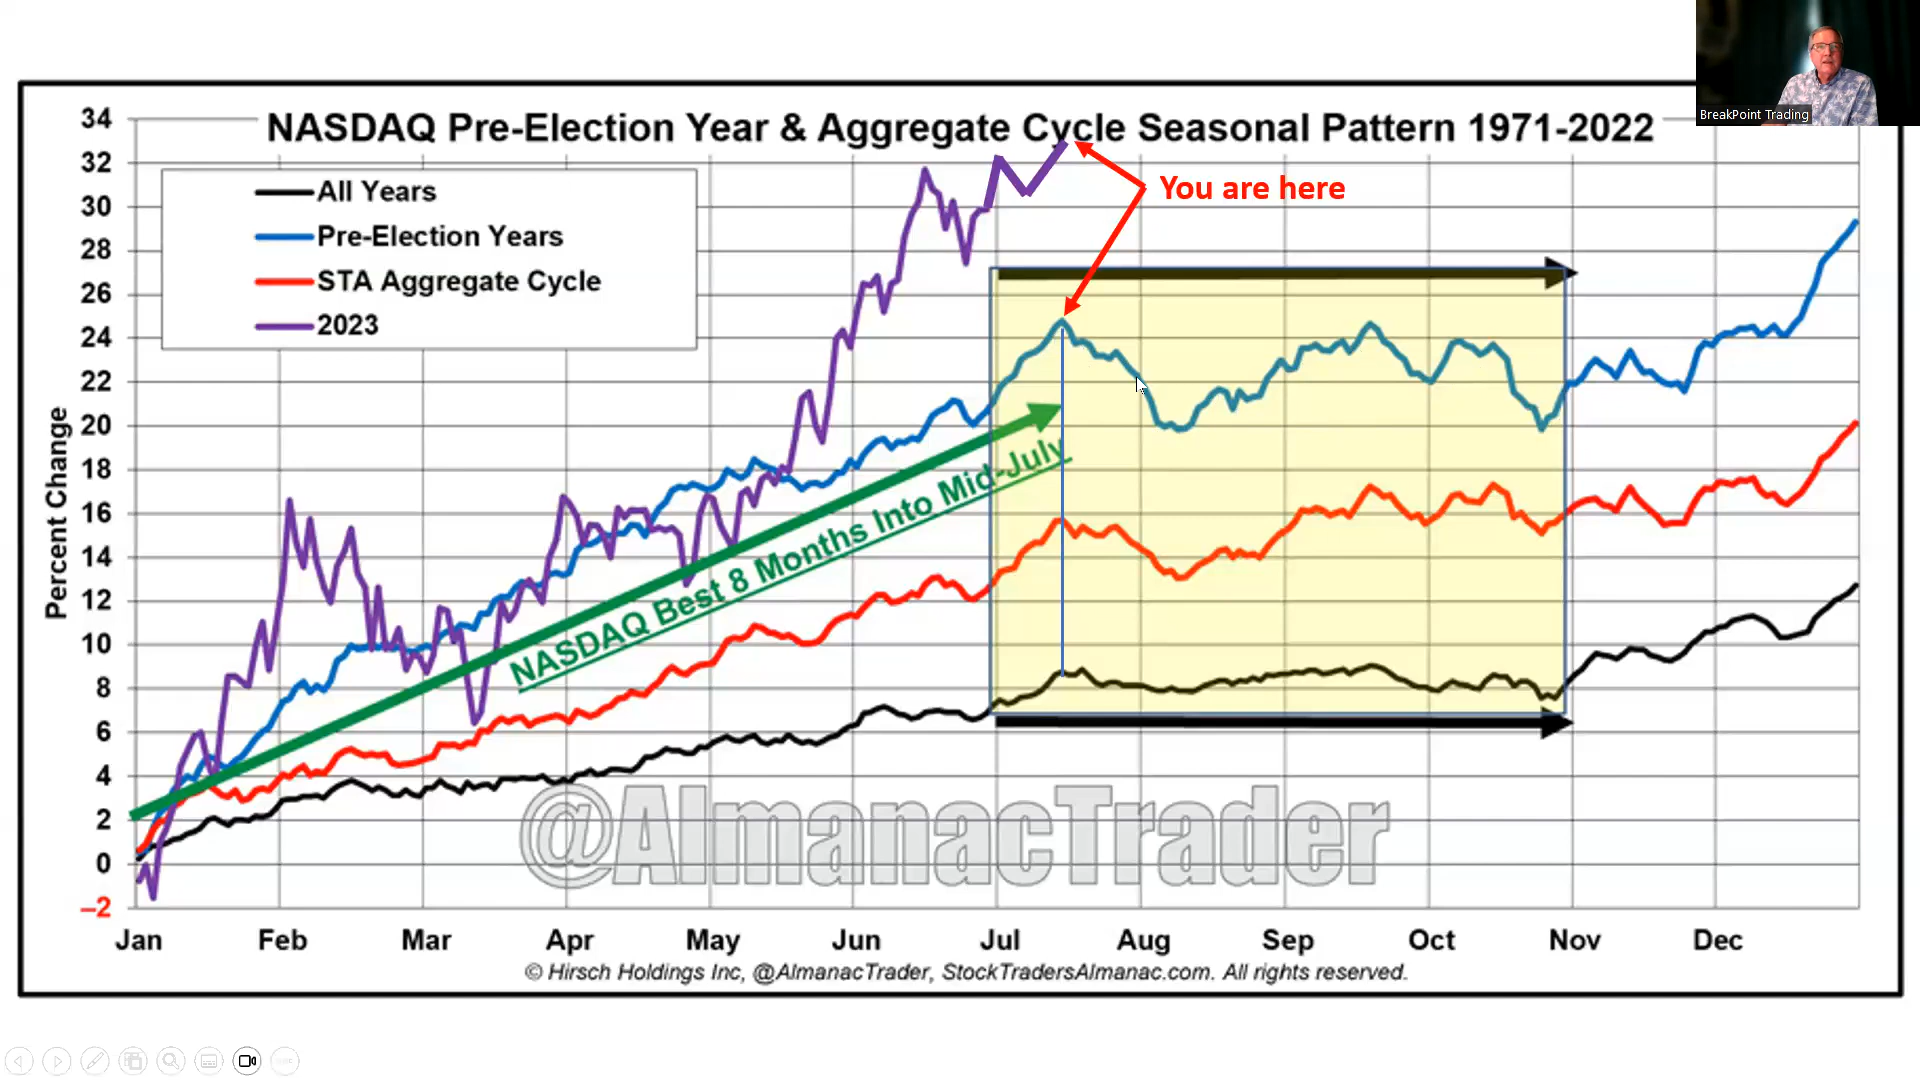 BreakPoint Trading
NASDAQ Pre-Election Year & Aggregate Cycle Seasonal Pattern 1971-2022
All Years
Pre-Election Years
STA Aggregate Cycle
2023
You are here
34
32
30
28
26
24
22
20
18
16
14
12
10
8
6
4
2
0
–2
Percent Change
NASDAQ Best 8 Months Into Mid-July
@AlmanacTrader
Jan Feb Mar Apr May Jun Jul Aug Sep Oct Nov Dec
© Hirsch Holdings Inc, @AlmanacTrader, StockTradersAlmanac.com. All rights reserved.